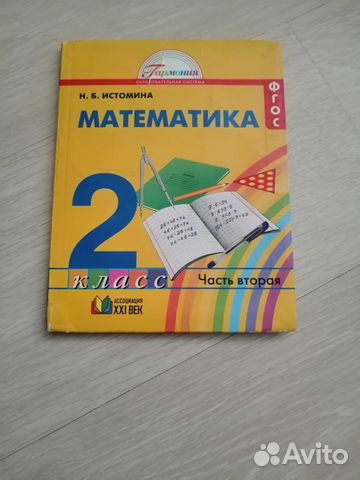 Гармония
ОБРАЗОВАТЕЛЬНАЯ СИСТЕМА
ФГОС
Н. Б. ИСТОМИНА
МАТЕМАТИКА
2
класс
Часть вторая
АССОЦИАЦИЯ
XXI ВЕК
Avito